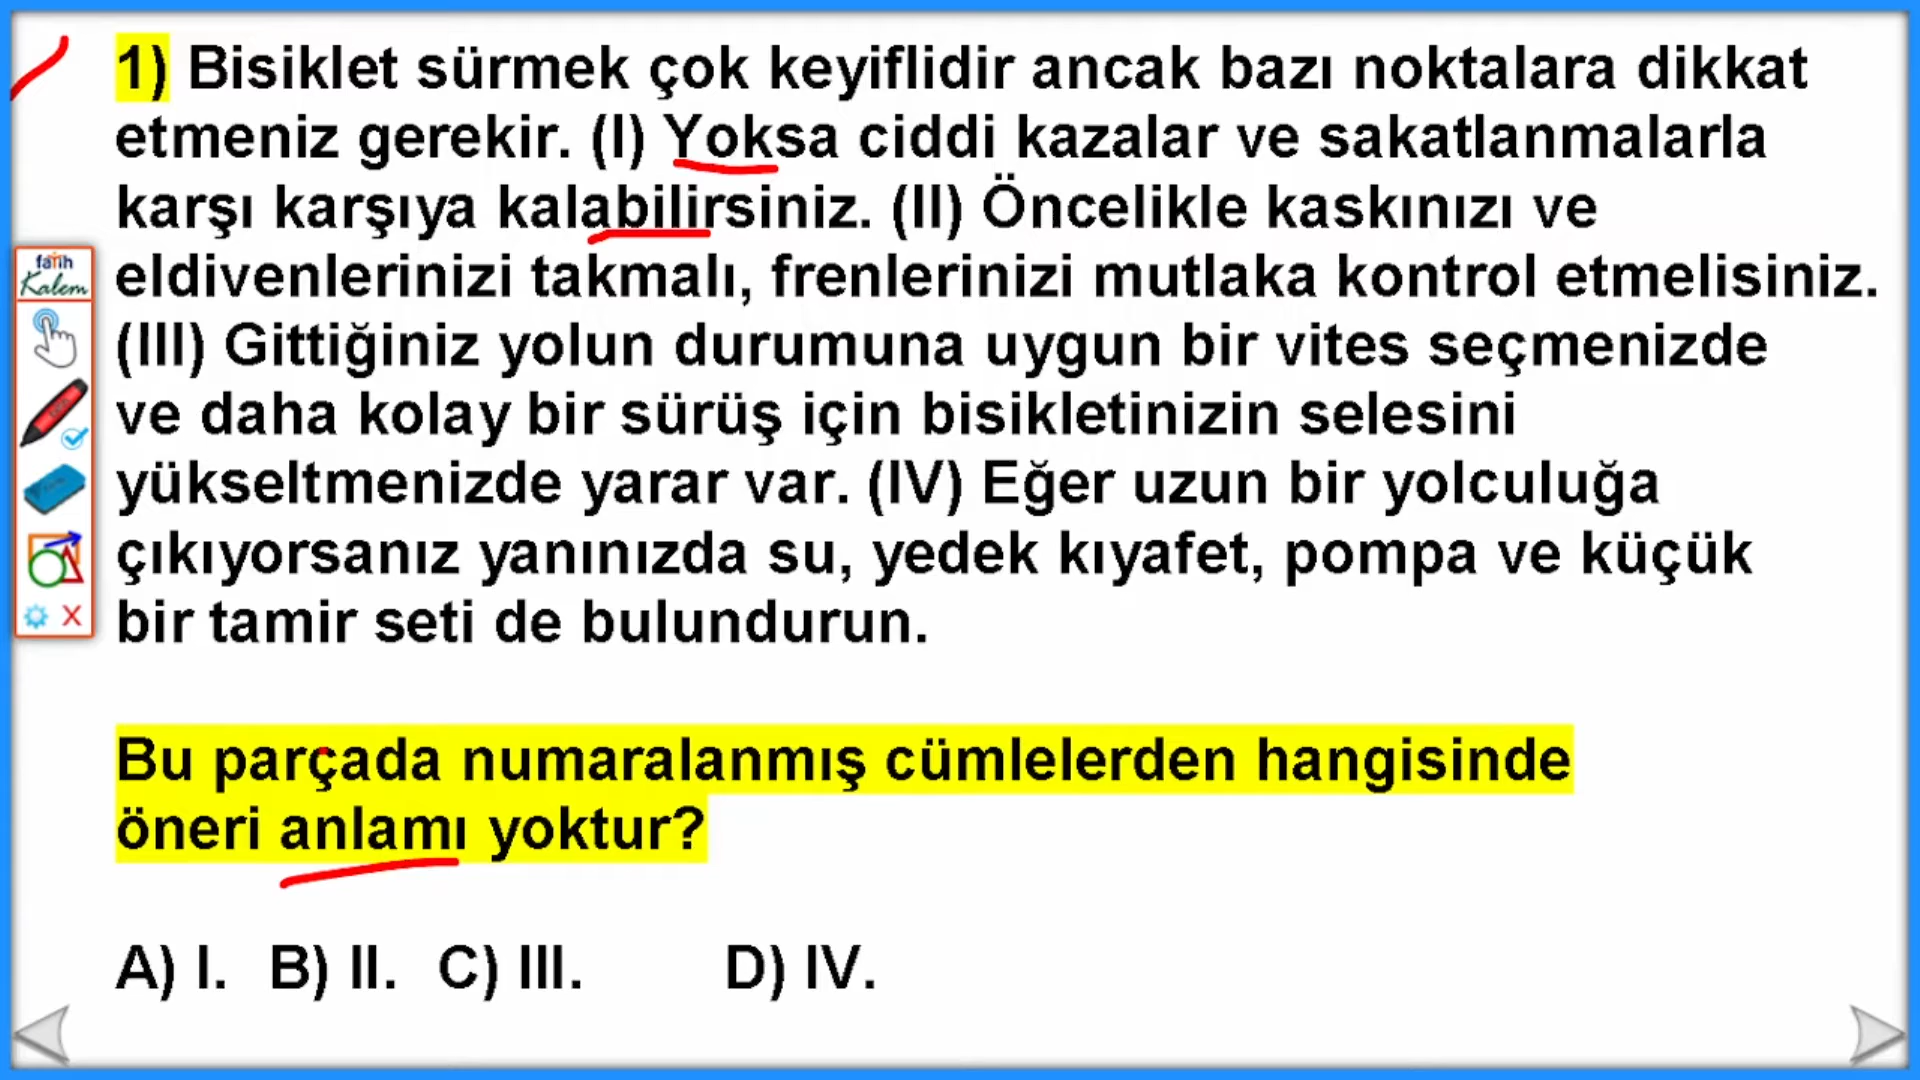 1) Bisiklet sürmek çok keyiflidir ancak bazı noktalara dikkat
etmeniz gerekir. (I) Yoksa ciddi kazalar ve sakatlanmalarla
karşı karşıya kalabilirsiniz. (II) Öncelikle kaskınızı ve
eldivenlerinizi takmalı, frenlerinizi mutlaka kontrol etmelisiniz.
(III) Gittiğiniz yolun durumuna uygun bir vites seçmenizde
ve daha kolay bir sürüş için bisikletinizin selesini
yükseltmenizde yarar var. (IV) Eğer uzun bir yolculuğa
çıkıyorsanız yanınızda su, yedek kıyafet, pompa ve küçük
bir tamir seti de bulundurun.
fatih
Kalem
X
Bu parçada numaralanmış cümlelerden hangisinde
öneri anlamı yoktur?
A) I. B) II. C) III. D) IV.